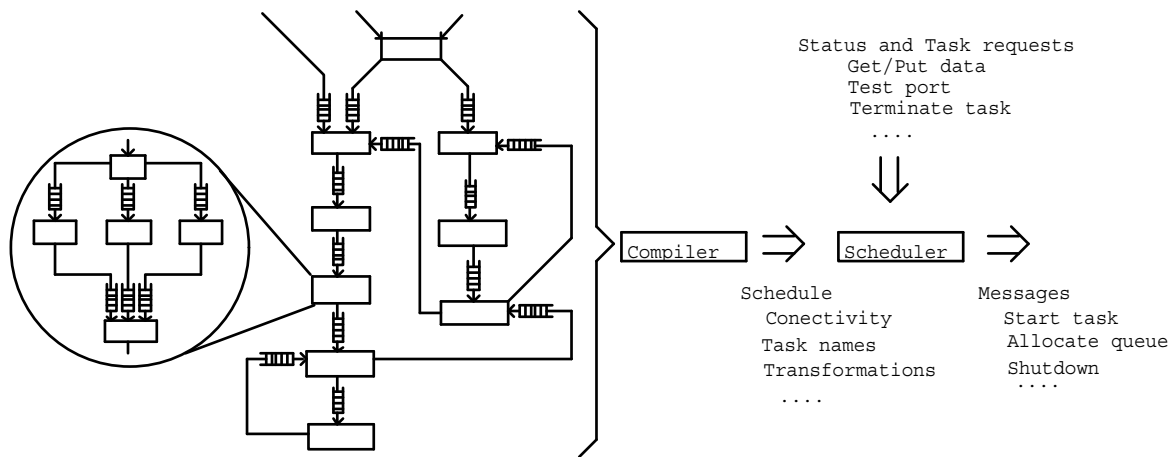 Status and Task requests
Get/Put data
Test port
Terminate task
....
Compiler
Scheduler
Schedule
Conectivity
Task names
Transformations
....
Messages
Start task
Allocate queue
Shutdown
....